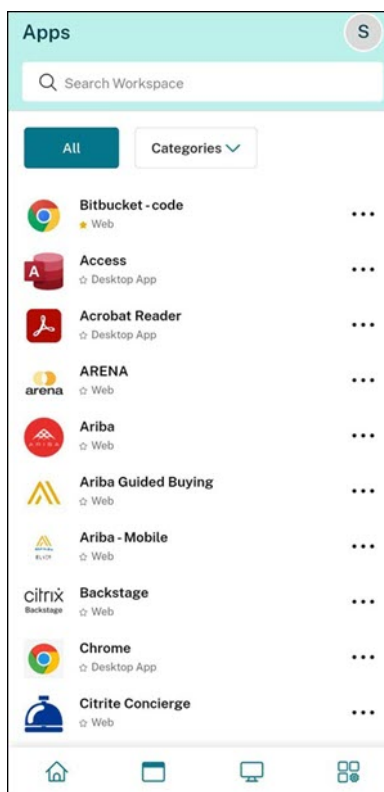 Apps
S
Search Workspace
All
Categories
Bitbucket - code
Web
Access
A
Desktop App
Acrobat Reader
Desktop App
ARENA
arena
Web
Ariba
ARIBA
Web
Ariba Guided Buying
Web
Ariba - Mobile
Web
citrix
Backstage
Backstage
Web
Chrome
Desktop App
Citrite Concierge
Web